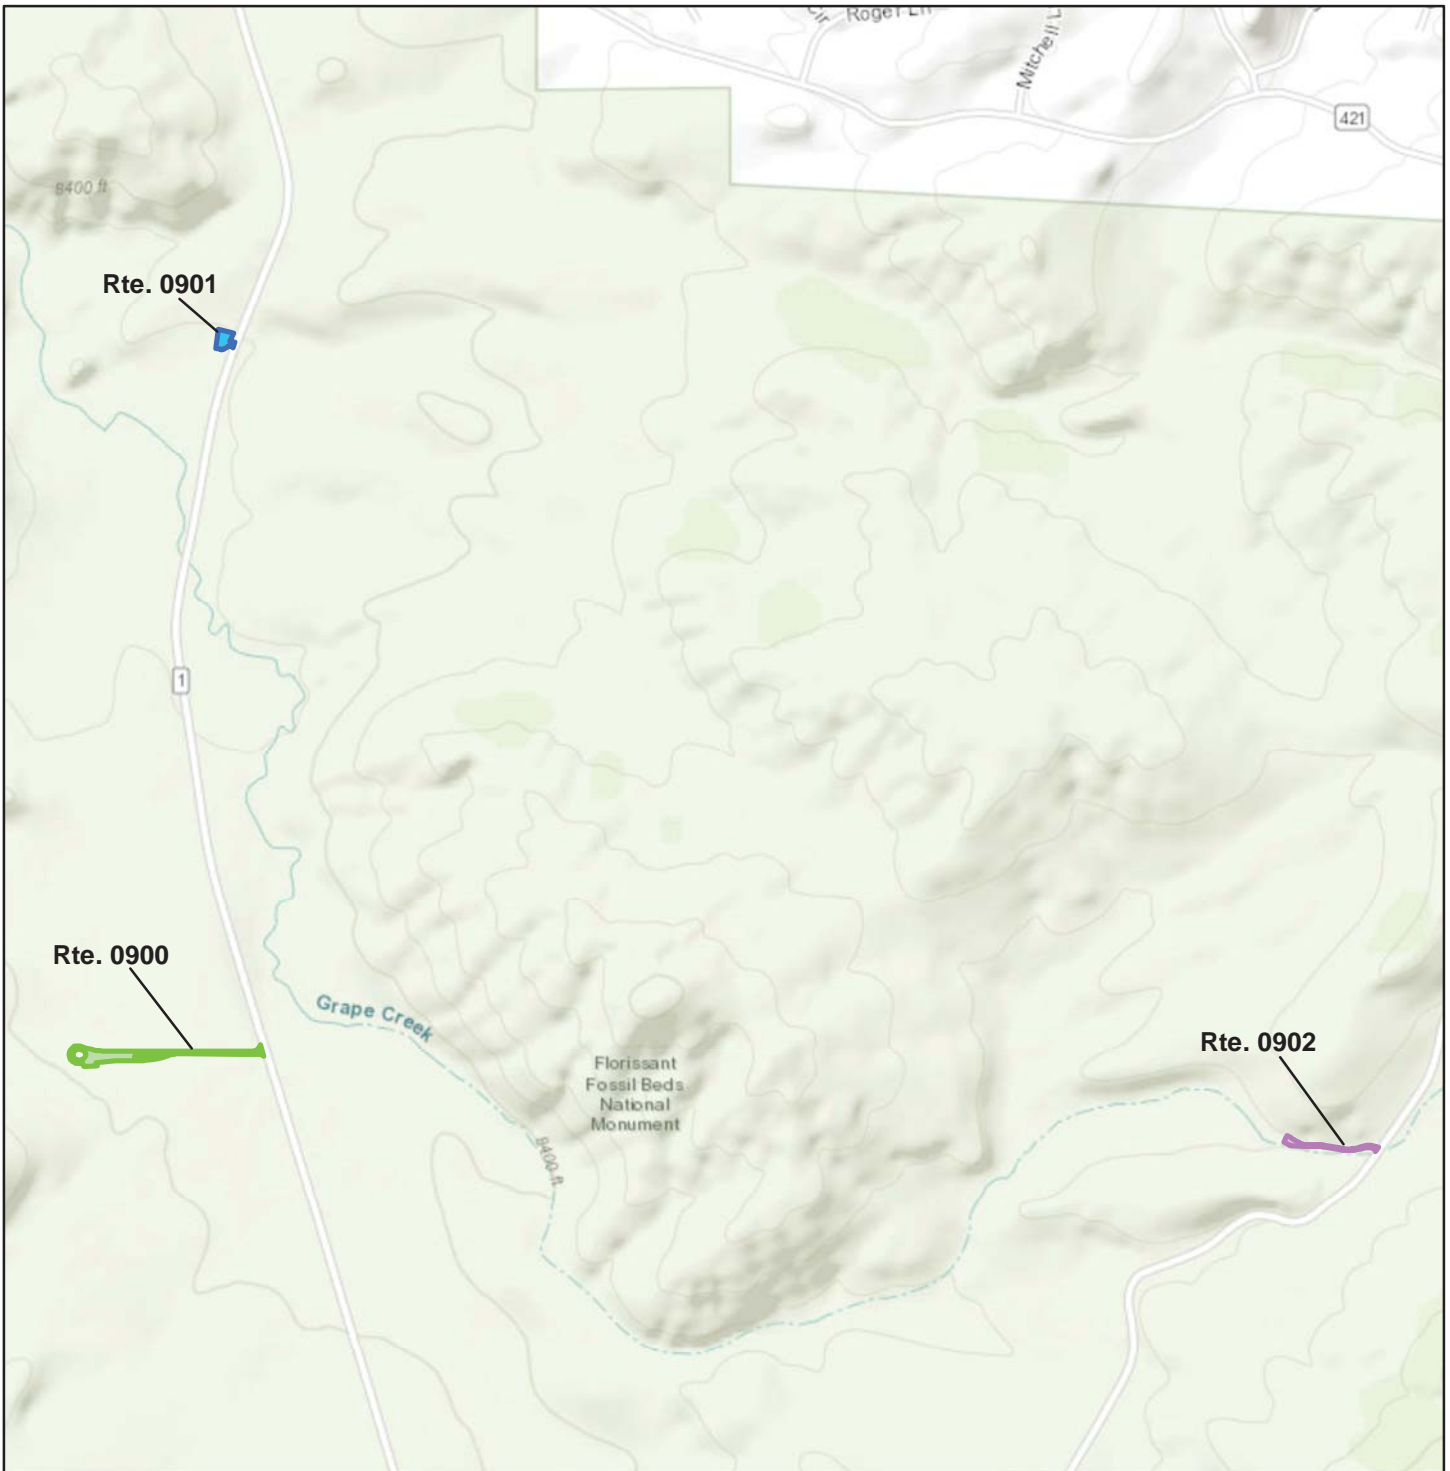 Roger Ln
Cir
Mitchell L
421
8400 ft
Rte. 0901
1
Rte. 0900
Grape Creek
Florissant
Fossil Beds
National
Monument
Rte. 0902
8400 ft